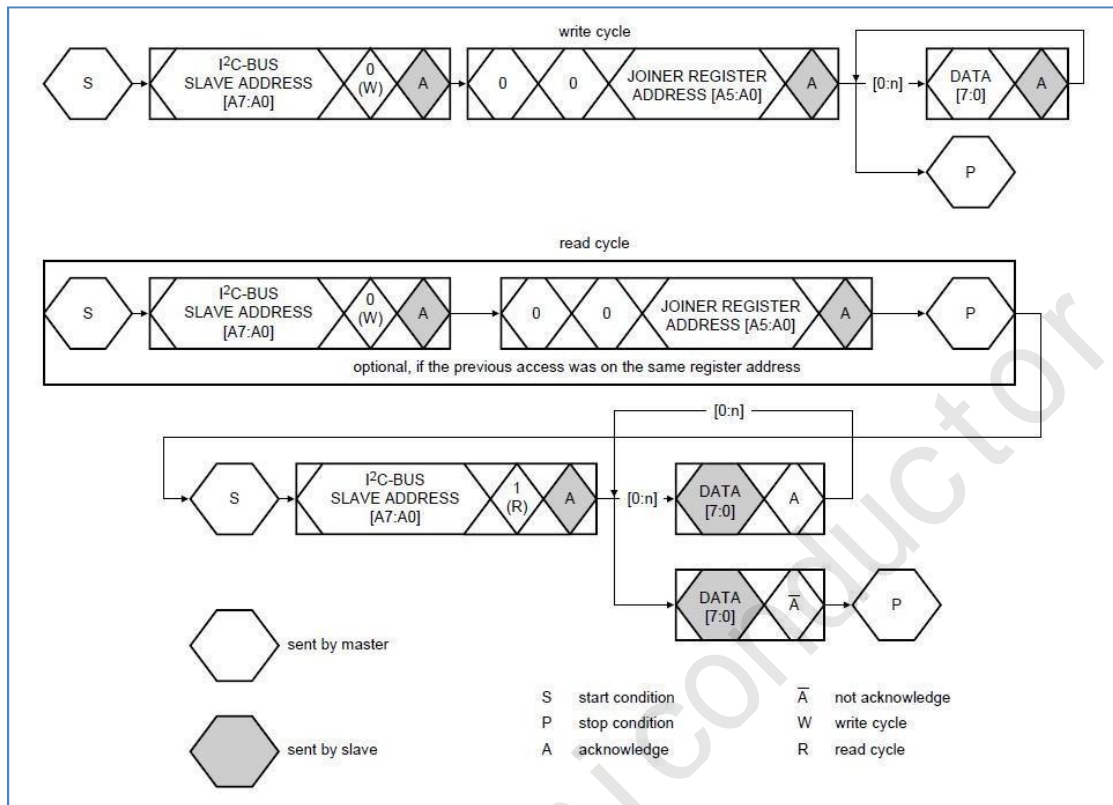 write cycle
S
I²C-BUS
SLAVE ADDRESS
[A7:A0]
0
(W)
A
0
0
JOINER REGISTER
ADDRESS [A5:A0]
A
[0:n]
DATA
[7:0]
A
P
read cycle
S
I²C-BUS
SLAVE ADDRESS
[A7:A0]
0
(W)
A
0
0
JOINER REGISTER
ADDRESS [A5:A0]
A
P
optional, if the previous access was on the same register address
[0:n]
S
I²C-BUS
SLAVE ADDRESS
[A7:A0]
1
(R)
A
[0:n]
DATA
[7:0]
A
DATA
[7:0]
A̅
P
sent by master
sent by slave
S start condition
P stop condition
A acknowledge
A̅ not acknowledge
W write cycle
R read cycle